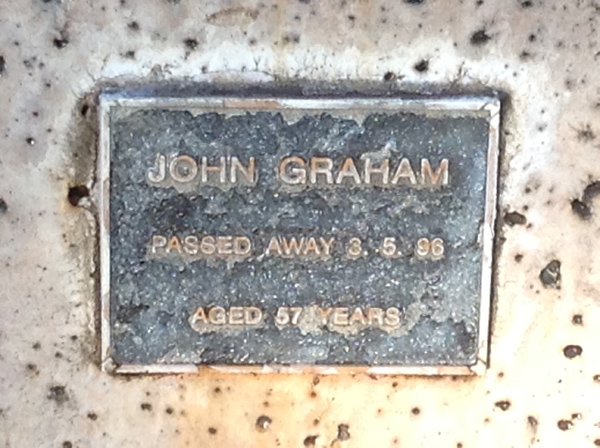 JOHN GRAHAM
PASSED AWAY 3. 5. 96
AGED 57 YEARS